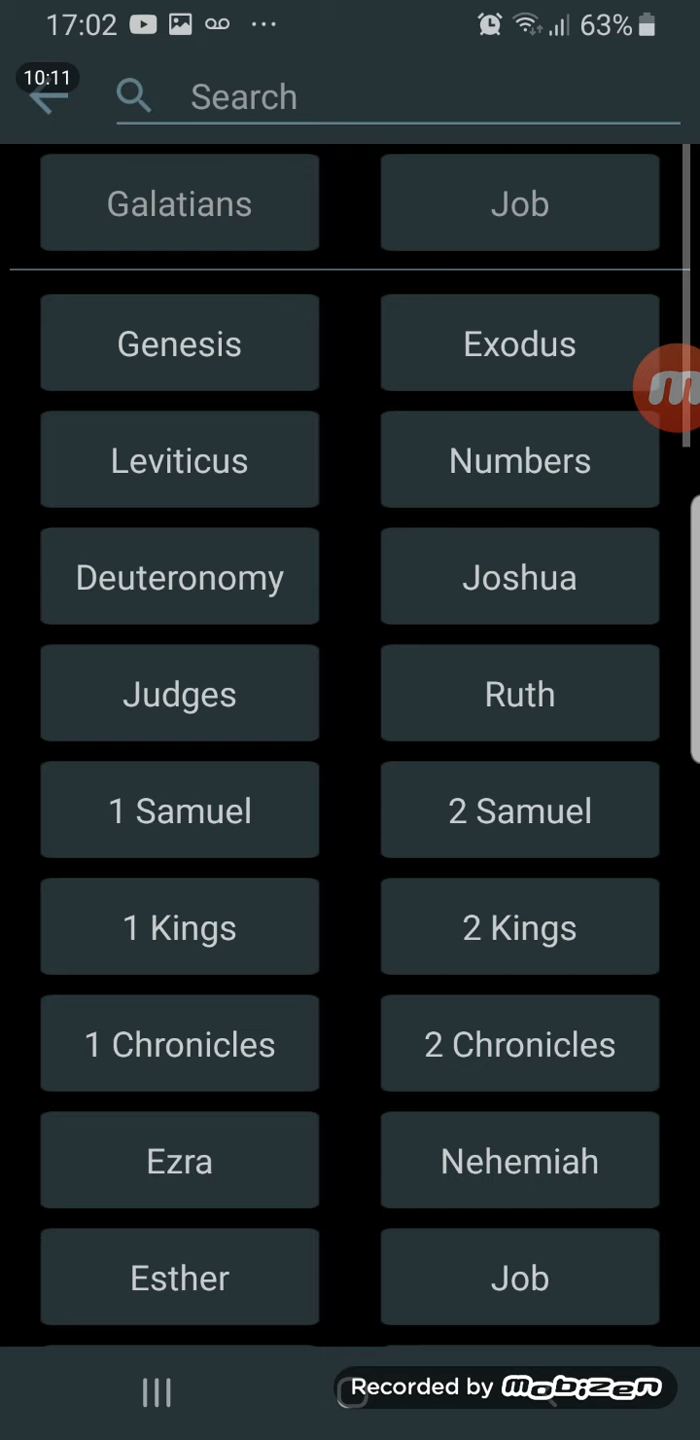 17:02 63%
10:11
Search
Galatians Job
Genesis Exodus
Leviticus Numbers
Deuteronomy Joshua
Judges Ruth
1 Samuel 2 Samuel
1 Kings 2 Kings
1 Chronicles 2 Chronicles
Ezra Nehemiah
Esther Job
Recorded by mobizen